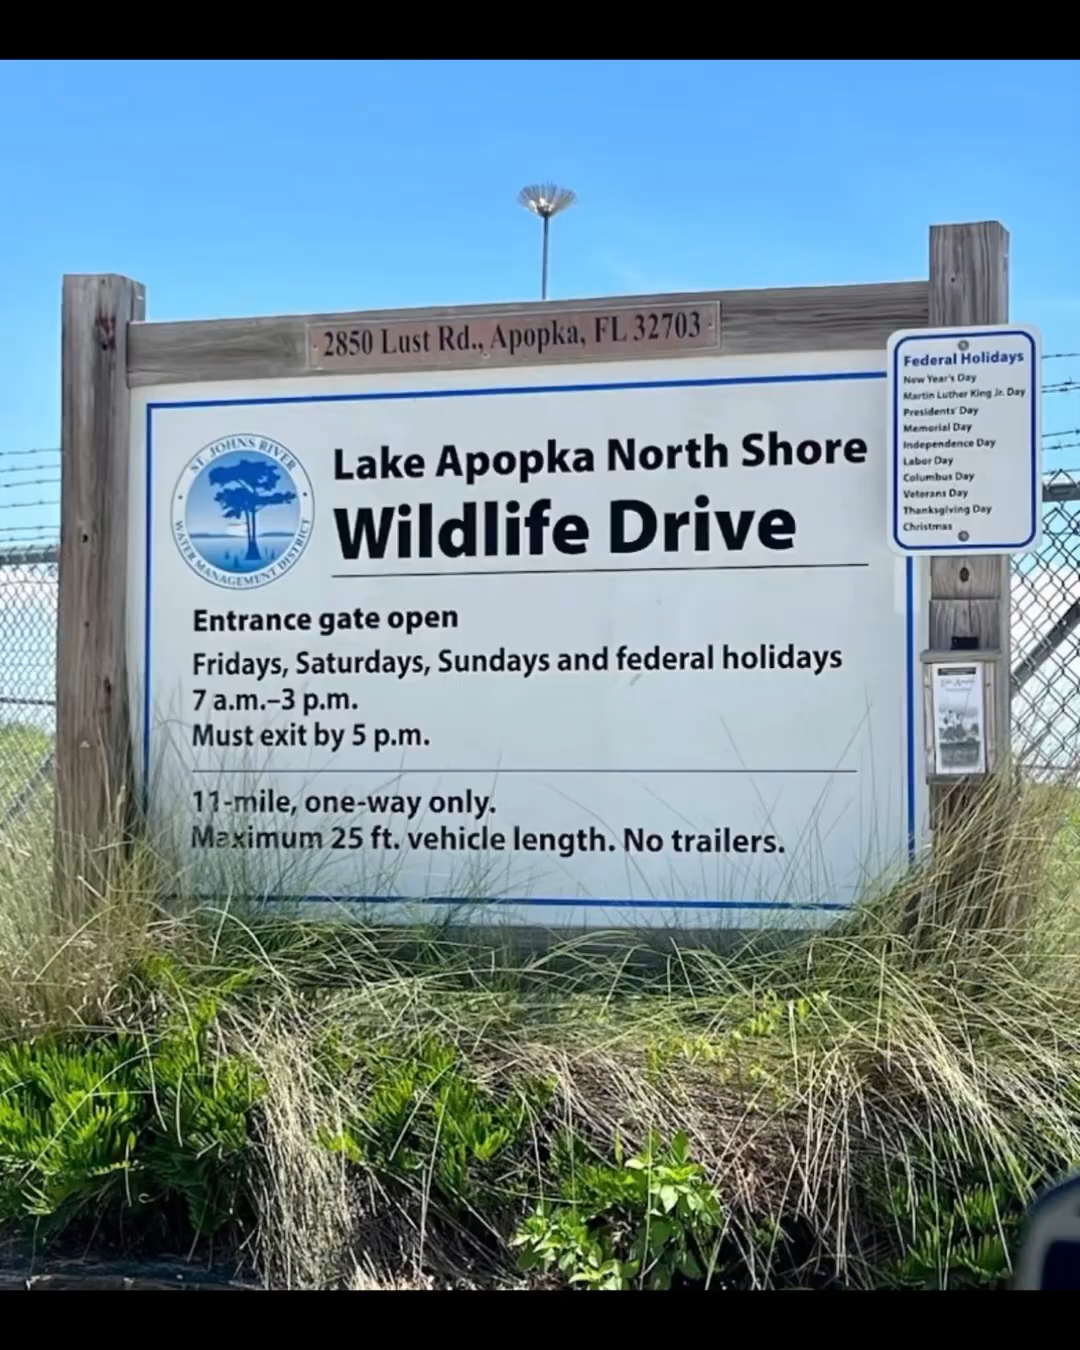 2850 Lust Rd., Apopka, FL 32703
ST. JOHNS RIVER
WATER MANAGEMENT DISTRICT
Lake Apopka North Shore
Wildlife Drive
Entrance gate open
Fridays, Saturdays, Sundays and federal holidays
7 a.m.–3 p.m.
Must exit by 5 p.m.
11-mile, one-way only.
Maximum 25 ft. vehicle length. No trailers.
Federal Holidays
New Year's Day
Martin Luther King Jr. Day
Presidents' Day
Memorial Day
Independence Day
Labor Day
Columbus Day
Veterans Day
Thanksgiving Day
Christmas
Lake Apopka